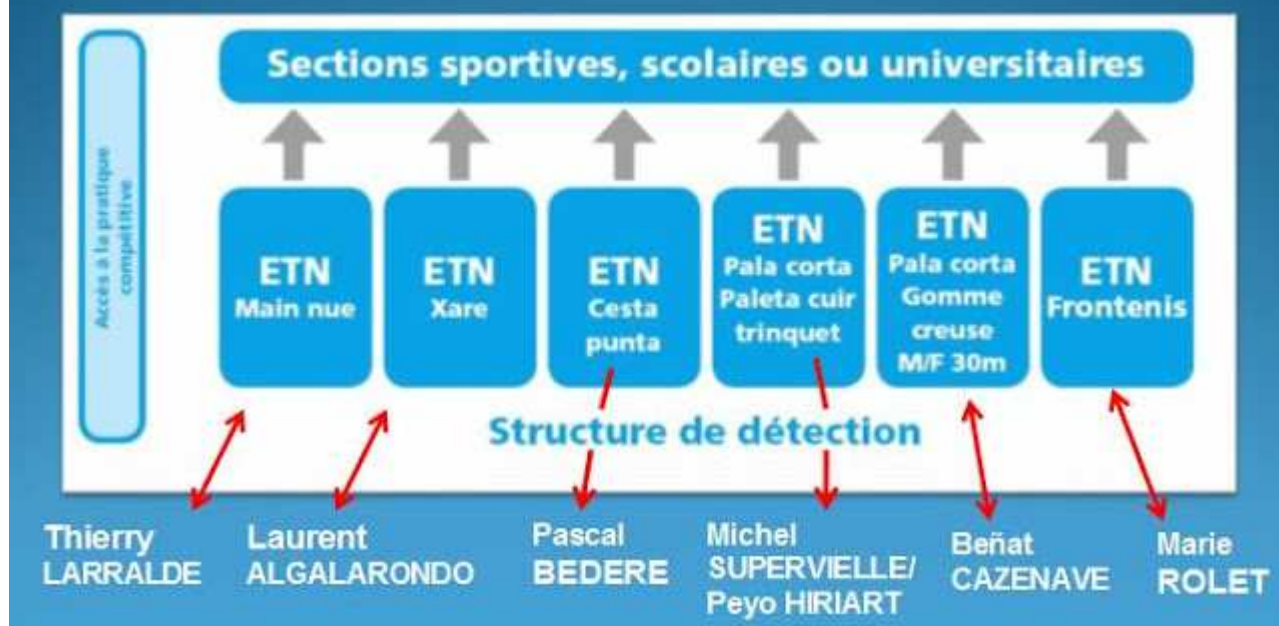 Accès à la pratique
compétitive
Sections sportives, scolaires ou universitaires
ETN
Main nue
ETN
Xare
ETN
Cesta
punta
ETN
Pala corta
Paleta cuir
trinquet
ETN
Pala corta
Gomme
creuse
M/F 30m
ETN
Frontenis
Structure de détection
Thierry
LARRALDE
Laurent
ALGALARONDO
Pascal
BEDERE
Michel
SUPERVIELLE/
Peyo HIRIART
Beñat
CAZENAVE
Marie
ROLET